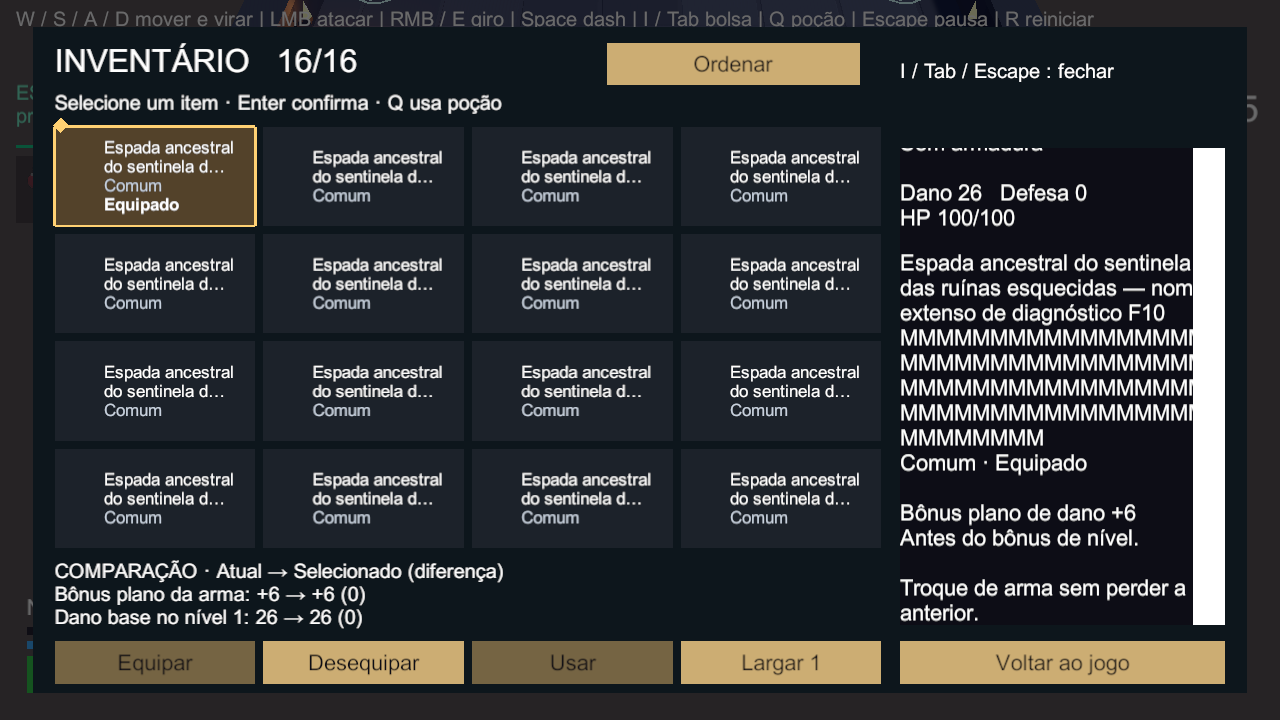 W / S / A / D mover e virar | LMB atacar | RMB / E giro | Space dash | I / Tab bolsa | Q poção | Escape pausa | R reiniciar
INVENTÁRIO 16/16
Ordenar
I / Tab / Escape : fechar
Selecione um item · Enter confirma · Q usa poção
Espada ancestral
do sentinela d…
Comum
Equipado
Espada ancestral
do sentinela d…
Comum
Espada ancestral
do sentinela d…
Comum
Espada ancestral
do sentinela d…
Comum
Espada ancestral
do sentinela d…
Comum
Espada ancestral
do sentinela d…
Comum
Espada ancestral
do sentinela d…
Comum
Espada ancestral
do sentinela d…
Comum
Espada ancestral
do sentinela d…
Comum
Espada ancestral
do sentinela d…
Comum
Espada ancestral
do sentinela d…
Comum
Espada ancestral
do sentinela d…
Comum
Espada ancestral
do sentinela d…
Comum
Espada ancestral
do sentinela d…
Comum
Espada ancestral
do sentinela d…
Comum
Espada ancestral
do sentinela d…
Comum
Dano 26 Defesa 0
HP 100/100
Espada ancestral do sentinela
das ruínas esquecidas — nom
extenso de diagnóstico F10
MMMMMMMMMMMMMMMMM
MMMMMMMMMMMMMMMMM
MMMMMMMMMMMMMMMMM
MMMMMMMMMMMMMMMMM
MMMMMMMM
Comum · Equipado
Bônus plano de dano +6
Antes do bônus de nível.
Troque de arma sem perder a
anterior.
COMPARAÇÃO · Atual → Selecionado (diferença)
Bônus plano da arma: +6 → +6 (0)
Dano base no nível 1: 26 → 26 (0)
Equipar
Desequipar
Usar
Largar 1
Voltar ao jogo